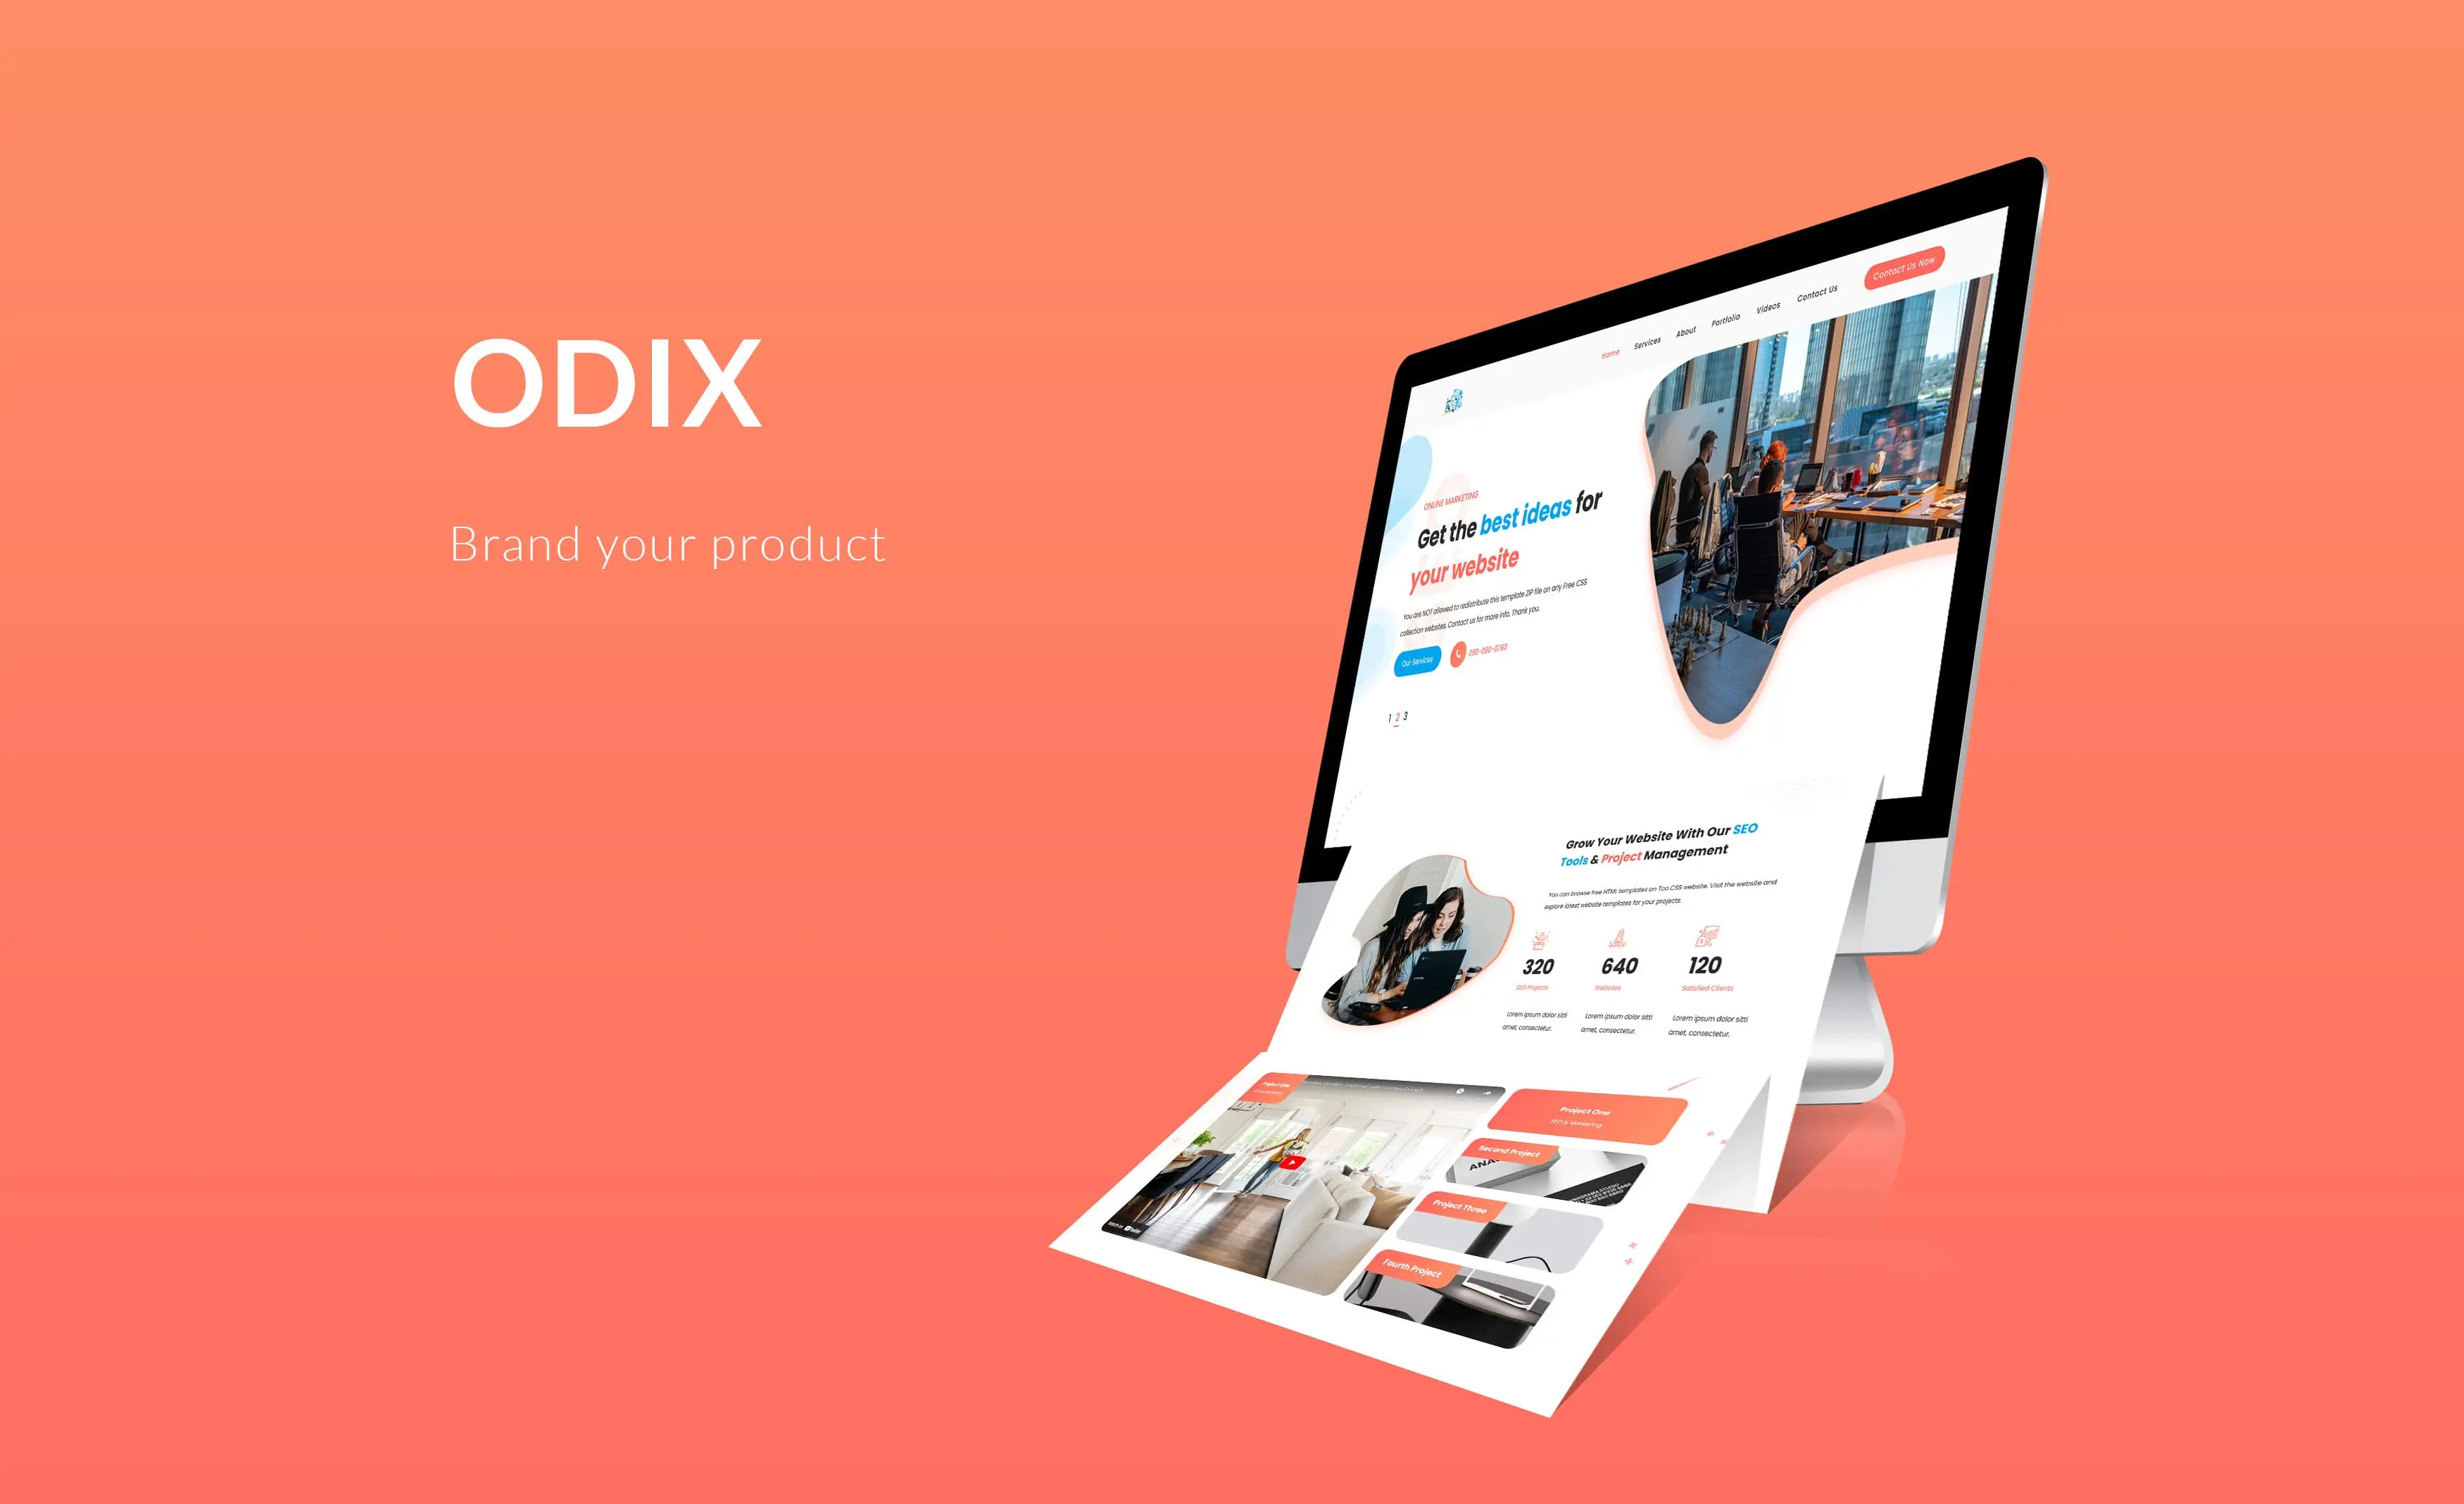 ODIX
Brand your product
Home Services About Portfolio Videos Contact Us Contact Us Now
ONLINE MARKETING
Get the best ideas for
your website
You are NOT allowed to redistribute this template ZIP file on any Free CSS
collection websites. Contact us for more info. Thank you.
Our Services 090-080-0760
1 2 3
Grow Your Website With Our SEO
Tools & Project Management
You can browse free HTML templates on Too CSS website. Visit the website and
explore latest website templates for your projects.
320 640 120
SEO Projects Websites Satisfied Clients
Lorem ipsum dolor sitti Lorem ipsum dolor sitti Lorem ipsum dolor sitti
amet, consectetur. amet, consectetur. amet, consectetur.
Project One
Project One
SEO & Marketing
Second Project
ANA
Project Three
Fourth Project